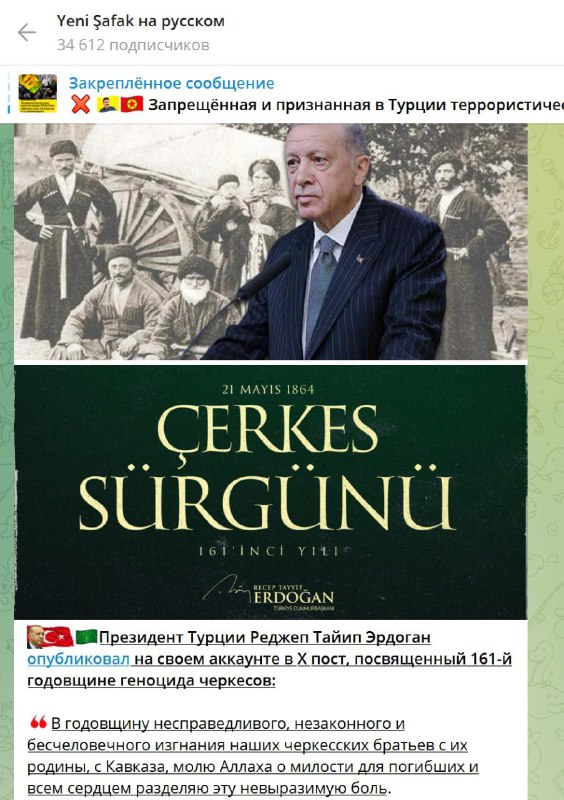 Yeni Şafak на русском
34 612 подписчиков
Закреплённое сообщение
Запрещённая и признанная в Турции террористичес
21 MAYIS 1864
ÇERKES
SÜRGÜNÜ
161'İNCİ YILI
RECEP TAYYİP
ERDOĞAN
TÜRKİYE CUMHURBAŞKANI
Президент Турции Реджеп Тайип Эрдоган
опубликовал на своем аккаунте в X пост, посвященный 161-й
годовщине геноцида черкесов:
В годовщину несправедливого, незаконного и
бесчеловечного изгнания наших черкесских братьев с их
родины, с Кавказа, молю Аллаха о милости для погибших и
всем сердцем разделяю эту невыразимую боль.